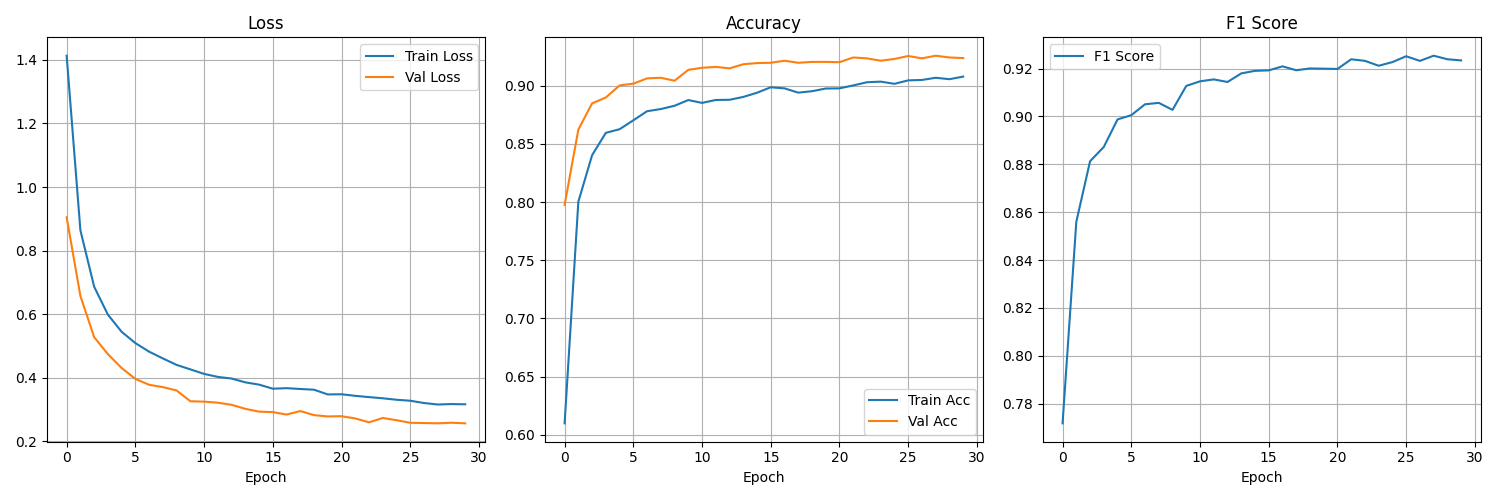 Loss
1.4
1.2
1.0
0.8
0.6
0.4
0.2
0 5 10 15 20 25 30
Epoch
Train Loss
Val Loss
Accuracy
0.90
0.85
0.80
0.75
0.70
0.65
0.60
0 5 10 15 20 25 30
Epoch
Train Acc
Val Acc
F1 Score
F1 Score
0.92
0.90
0.88
0.86
0.84
0.82
0.80
0.78
0 5 10 15 20 25 30
Epoch